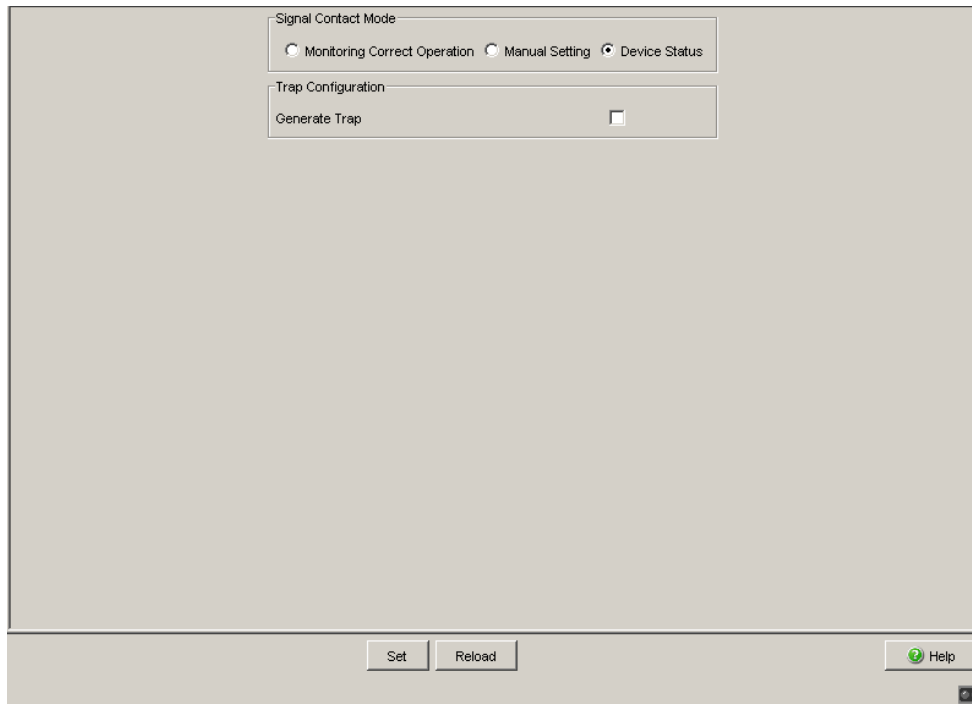 Signal Contact Mode
Monitoring Correct Operation Manual Setting Device Status
Trap Configuration
Generate Trap
Set Reload Help